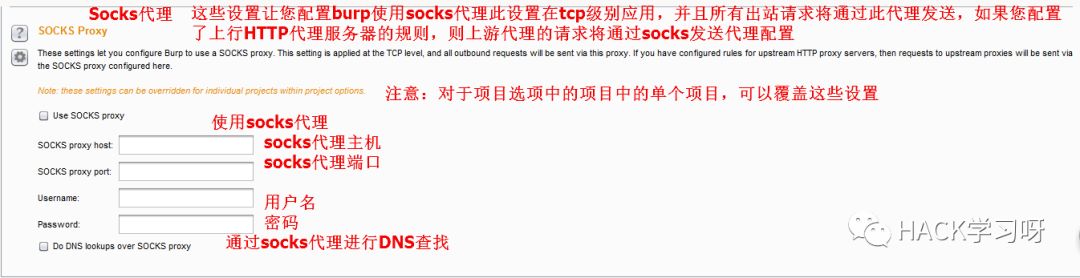 Socks代理 这些设置让您配置burp使用socks代理此设置在tcp级别应用，并且所有出站请求将通过此代理发送，如果您配置
了上行HTTP代理服务器的规则，则上游代理的请求将通过socks发送代理配置
?
SOCKS Proxy
These settings let you configure Burp to use a SOCKS proxy. This setting is applied at the TCP level, and all outbound requests will be sent via this proxy. If you have configured rules for upstream HTTP proxy servers, then requests to upstream proxies will be sent via
the SOCKS proxy configured here.
Note: these settings can be overridden for individual projects within project options. 注意：对于项目选项中的项目中的单个项目，可以覆盖这些设置
Use SOCKS proxy 使用socks代理
SOCKS proxy host: socks代理主机
SOCKS proxy port: socks代理端口
Username: 用户名
Password: 密码
Do DNS lookups over SOCKS proxy 通过socks代理进行DNS查找
HACK学习呀